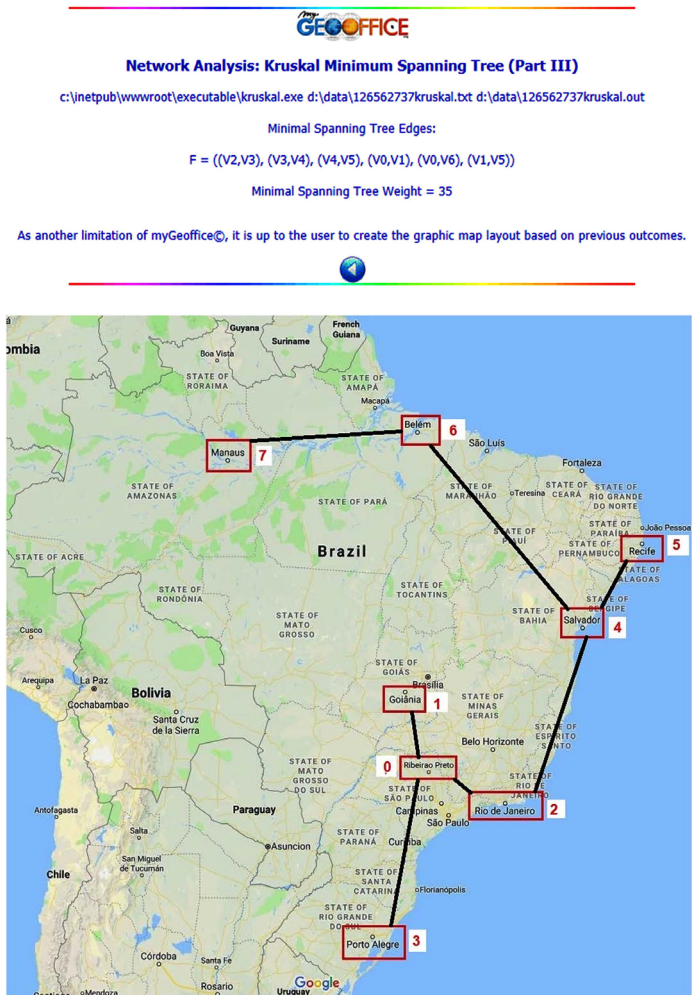 my
GEOOFFICE
Network Analysis: Kruskal Minimum Spanning Tree (Part III)
c:\inetpub\wwwroot\executable\kruskal.exe d:\data\126562737kruskal.txt d:\data\126562737kruskal.out
Minimal Spanning Tree Edges:
F = ((V2,V3), (V3,V4), (V4,V5), (V0,V1), (V0,V6), (V1,V5))
Minimal Spanning Tree Weight = 35
As another limitation of myGeoffice©, it is up to the user to create the graphic map layout based on previous outcomes.
ombia
Guyana
Suriname
French
Guiana
Boa Vista
STATE OF
RORAIMA
STATE OF
AMAPÁ
Macapá
Belém
6
São Luís
Manaus
7
Fortaleza
STATE OF
AMAZONAS
STATE OF PARÁ
STATE OF
MARANHÃO
Teresina
STATE OF
CEARÁ
STATE OF
RIO GRANDE
DO NORTE
João Pessoa
STATE OF
PARAÍBA
STATE OF
PIAUÍ
STATE OF
PERNAMBUCO
Recife
5
STATE OF ACRE
Brazil
STATE OF
ALAGOAS
STATE OF
RONDÔNIA
STATE OF
TOCANTINS
STATE OF
SERGIPE
STATE OF
MATO
GROSSO
STATE OF
BAHIA
Salvador
4
Cusco
Arequipa
La Paz
Cochabamba
Bolivia
Santa Cruz
de la Sierra
STATE OF
GOIÁS
Brasília
Goiânia
1
STATE OF
MINAS
GERAIS
STATE OF
ESPÍRITO
SANTO
Belo Horizonte
0
Ribeirao Preto
STATE OF
MATO
GROSSO
DO SUL
STATE OF
SÃO PAULO
STATE OF
RIO DE
JANEIRO
Campinas
São Paulo
Rio de Janeiro
2
Antofagasta
Paraguay
Salta
Asuncion
STATE OF
PARANÁ
Curitiba
San Miguel
de Tucumán
Chile
STATE OF
SANTA
CATARINA
Florianópolis
STATE OF
RIO GRANDE
DO SUL
Porto Alegre
3
Córdoba
Santa Fe
Google
Rosario
Uruguay
Mendoza
Santiago